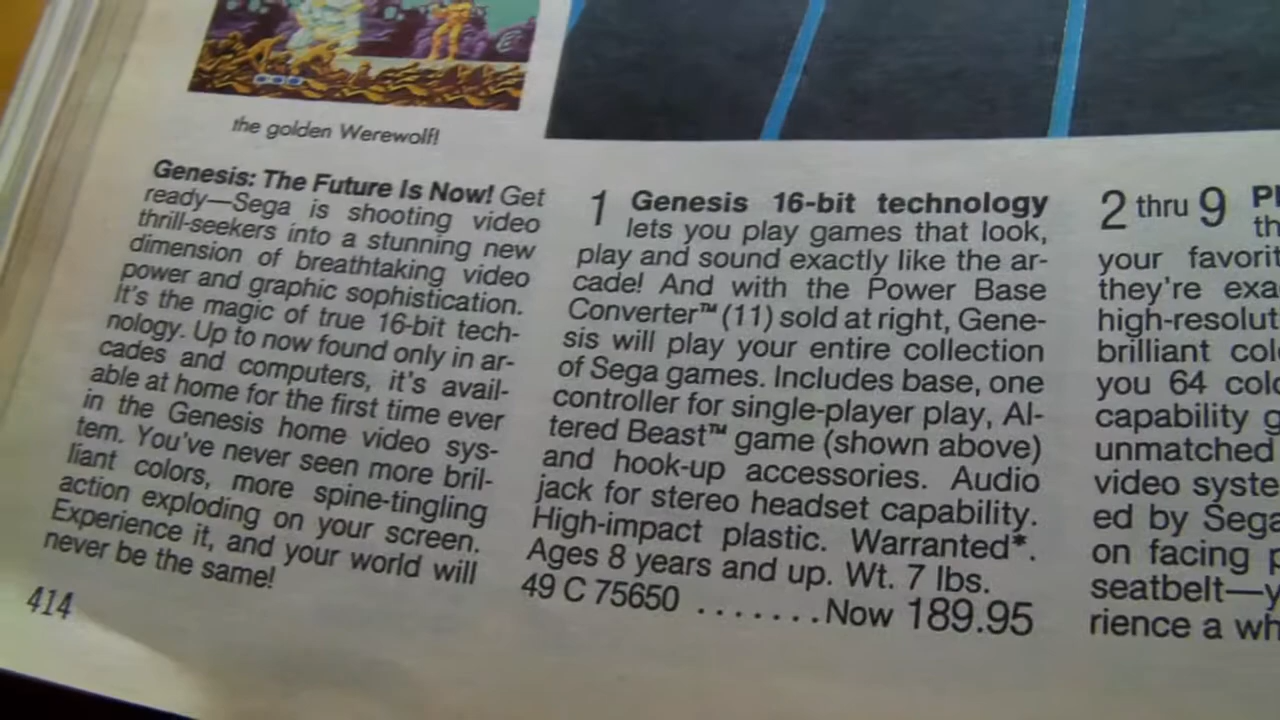 the golden Werewolf!
Genesis: The Future Is Now! Get
ready—Sega is shooting video
thrill-seekers into a stunning new
dimension of breathtaking video
power and graphic sophistication.
It's the magic of true 16-bit tech-
nology. Up to now found only in ar-
cades and computers, it's avail-
able at home for the first time ever
in the Genesis home video sys-
tem. You've never seen more bril-
liant colors, more spine-tingling
action exploding on your screen.
Experience it, and your world will
never be the same!
414
1 Genesis 16-bit technology
lets you play games that look,
play and sound exactly like the ar-
cade! And with the Power Base
Converter™ (11) sold at right, Gene-
sis will play your entire collection
of Sega games. Includes base, one
controller for single-player play, Al-
tered Beast™ game (shown above)
and hook-up accessories. Audio
jack for stereo headset capability.
High-impact plastic. Warranted*.
Ages 8 years and up. Wt. 7 lbs.
49 C 75650 .......Now 189.95
2 thru 9
your
they're
brilliant
you 64
capability
unmatched
video
ed by Sega
on facing
seatbelt—
rience a